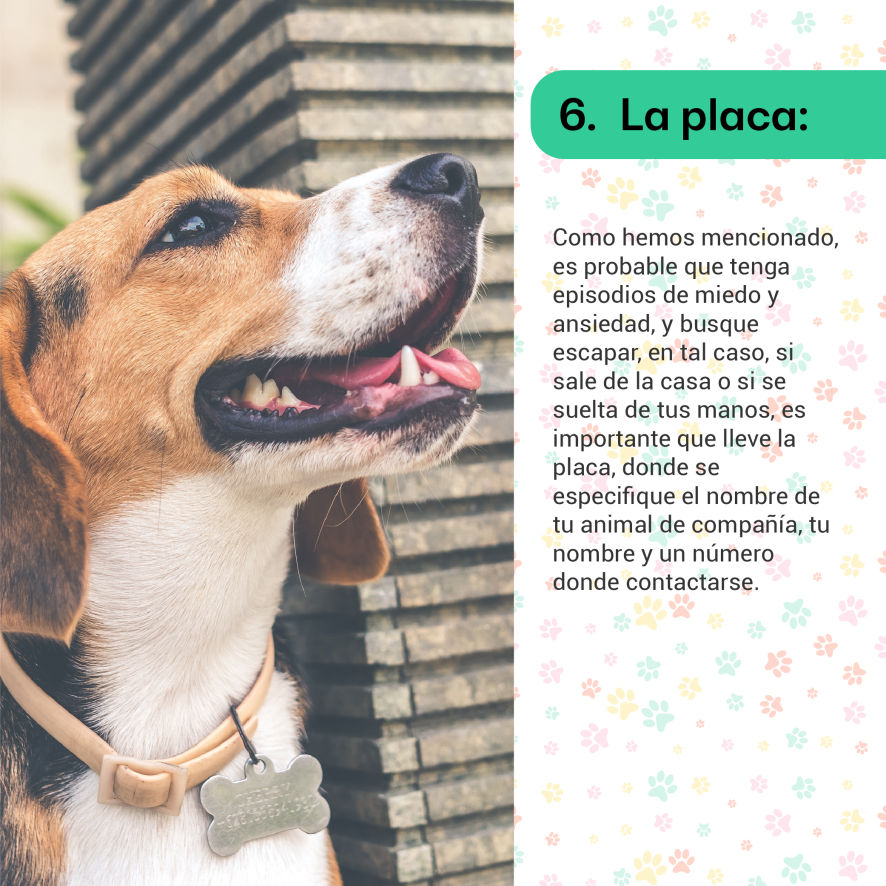 6. La placa:
Como hemos mencionado,
es probable que tenga
episodios de miedo y
ansiedad, y busque
escapar, en tal caso, si
sale de la casa o si se
suelta de tus manos, es
importante que lleve la
placa, donde se
especifique el nombre de
tu animal de compañía, tu
nombre y un número
donde contactarse.